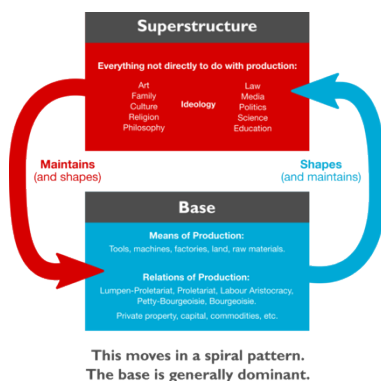 Superstructure
Everything not directly to do with production:
Art
Family
Culture
Religion
Philosophy
Ideology
Law
Media
Politics
Science
Education
Maintains
(and shapes)
Shapes
(and maintains)
Base
Means of Production:
Tools, machines, factories, land, raw materials.
Relations of Production:
Lumpen-Proletariat, Proletariat, Labour Aristocracy,
Petty-Bourgeoisie, Bourgeoisie.
Private property, capital, commodities, etc.
This moves in a spiral pattern.
The base is generally dominant.